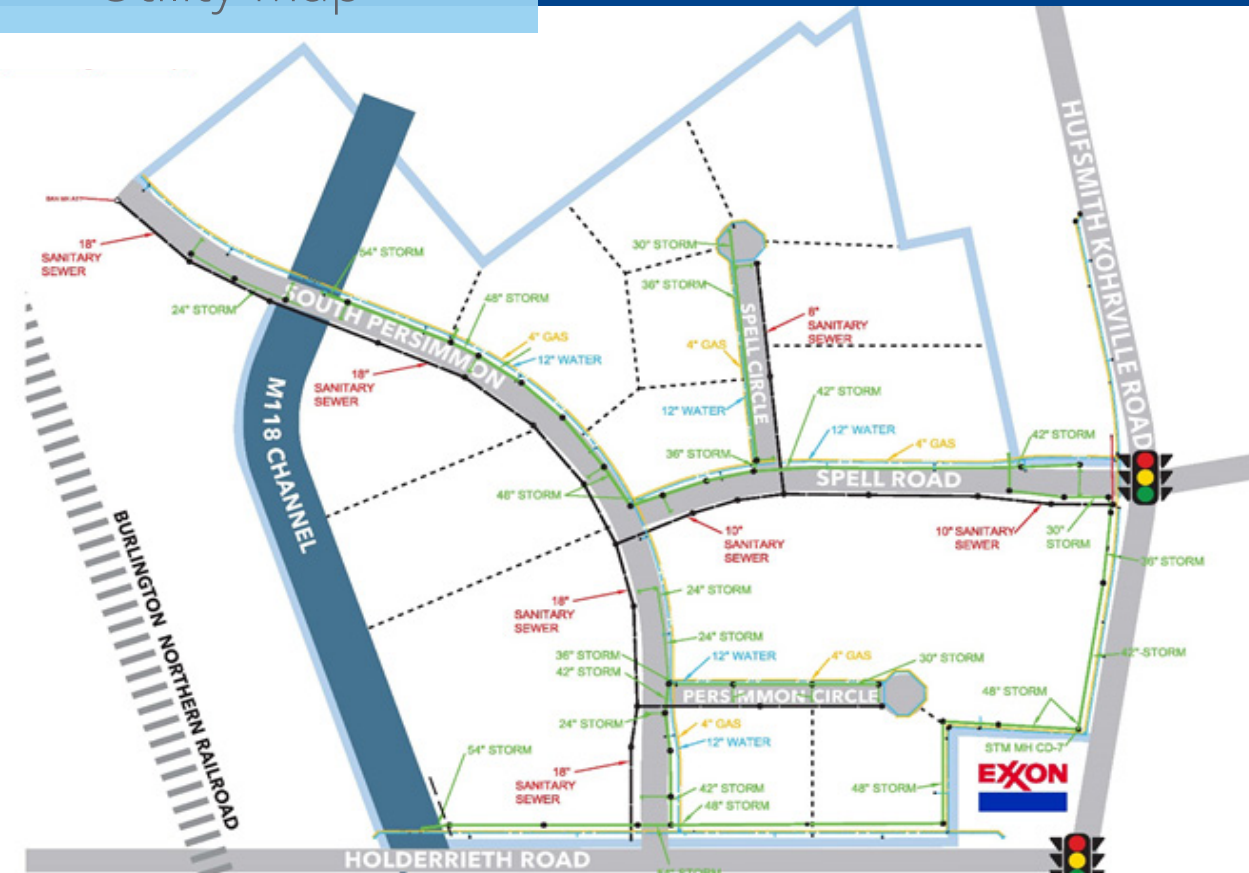 Utility Map
HUFSMITH KOHRVILLE ROAD
18"
SANITARY
SEWER
54" STORM
24" STORM
SOUTH PERSIMMON
48" STORM
4" GAS
12" WATER
18"
SANITARY
SEWER
30" STORM
36" STORM
SPELL CIRCLE
8"
SANITARY
SEWER
4" GAS
12" WATER
42" STORM
12" WATER
4" GAS
42" STORM
36" STORM
SPELL ROAD
M118 CHANNEL
48" STORM
10"
SANITARY
SEWER
10" SANITARY
SEWER
30"
STORM
36" STORM
BURLINGTON NORTHERN RAILROAD
18"
SANITARY
SEWER
24" STORM
24" STORM
36" STORM
42" STORM
12" WATER
4" GAS
30" STORM
42" STORM
PERSIMMON CIRCLE
48" STORM
24" STORM
4" GAS
12" WATER
STM MH CO-7
54" STORM
EXXON
18"
SANITARY
SEWER
42" STORM
48" STORM
48" STORM
HOLDERRIETH ROAD